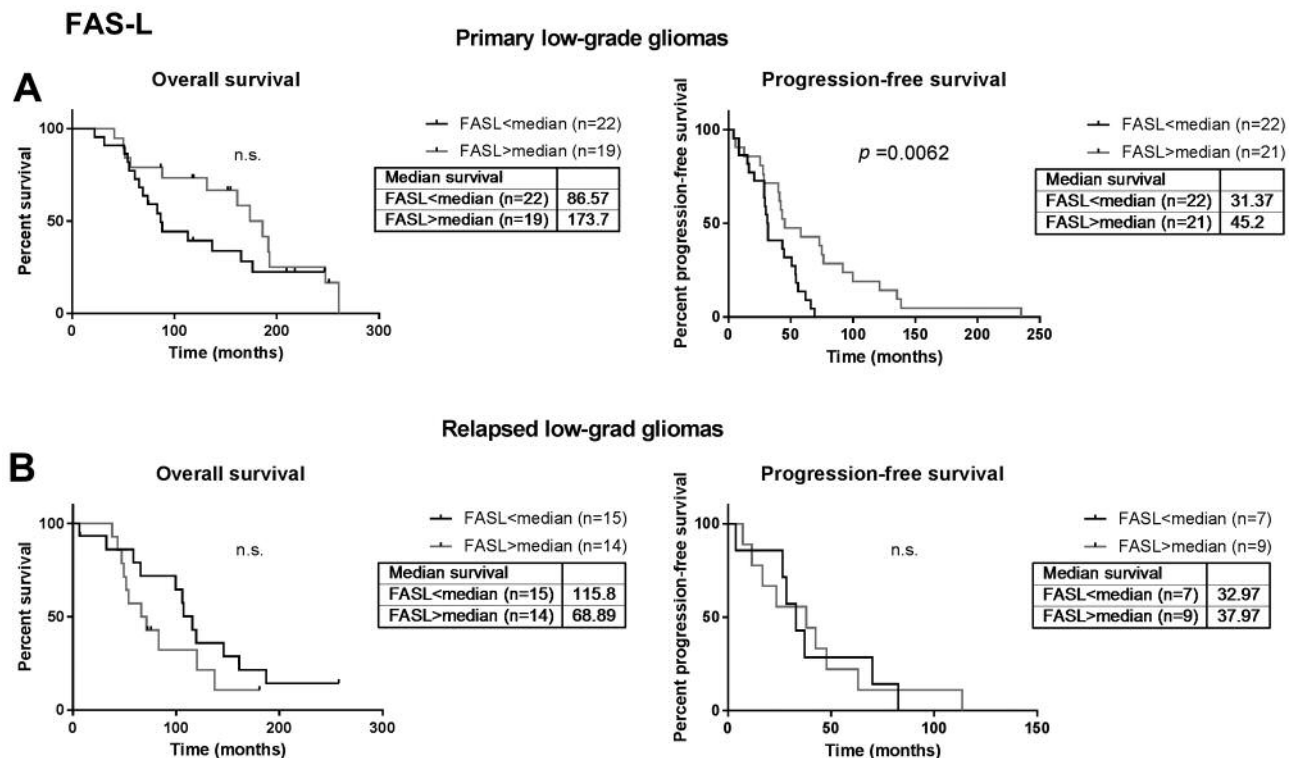 FAS-L
Primary low-grade gliomas
A
Overall survival
Percent survival
100
50
0
0 100 200 300
Time (months)
n.s.
FASL<median (n=22)
FASL>median (n=19)
Median survival
FASL<median (n=22) 86.57
FASL>median (n=19) 173.7
Progression-free survival
Percent progression-free survival
100
50
0
0 50 100 150 200 250
Time (months)
p =0.0062
FASL<median (n=22)
FASL>median (n=21)
Median survival
FASL<median (n=22) 31.37
FASL>median (n=21) 45.2
Relapsed low-grad gliomas
B
Overall survival
Percent survival
100
50
0
0 100 200 300
Time (months)
n.s.
FASL<median (n=15)
FASL>median (n=14)
Median survival
FASL<median (n=15) 115.8
FASL>median (n=14) 68.89
Progression-free survival
Percent progression-free survival
100
50
0
0 50 100 150
Time (months)
n.s.
FASL<median (n=7)
FASL>median (n=9)
Median survival
FASL<median (n=7) 32.97
FASL>median (n=9) 37.97